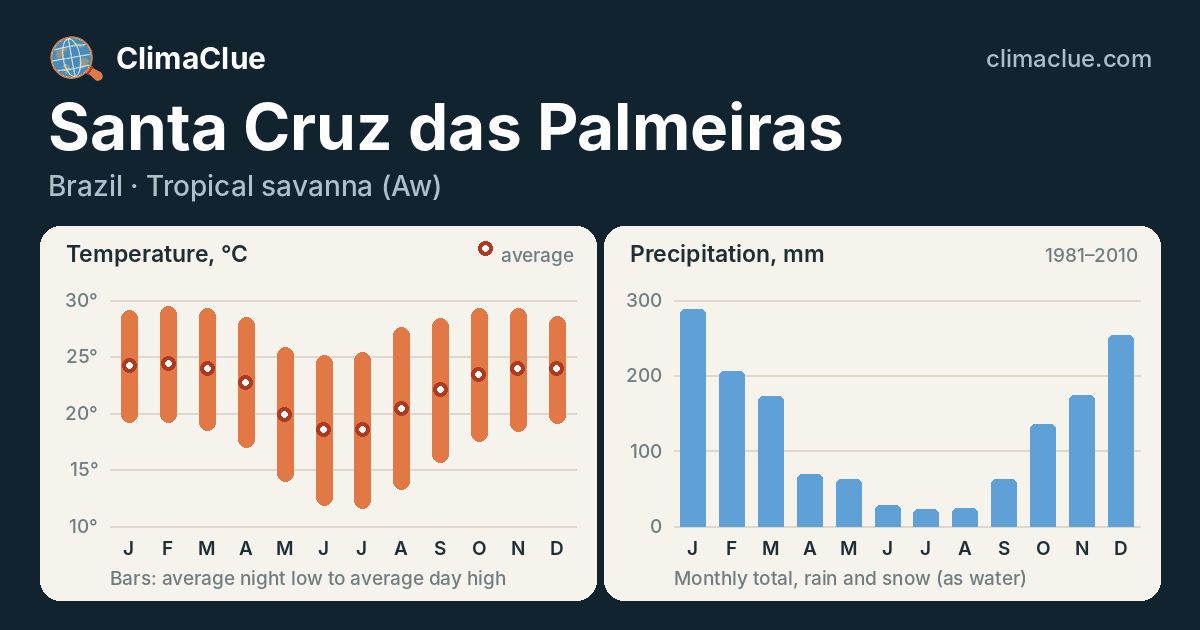 ClimaClue
climaclue.com
Santa Cruz das Palmeiras
Brazil · Tropical savanna (Aw)
Temperature, °C
average
30°
25°
20°
15°
10°
J F M A M J J A S O N D
Bars: average night low to average day high
Precipitation, mm
1981–2010
300
200
100
0
J F M A M J J A S O N D
Monthly total, rain and snow (as water)